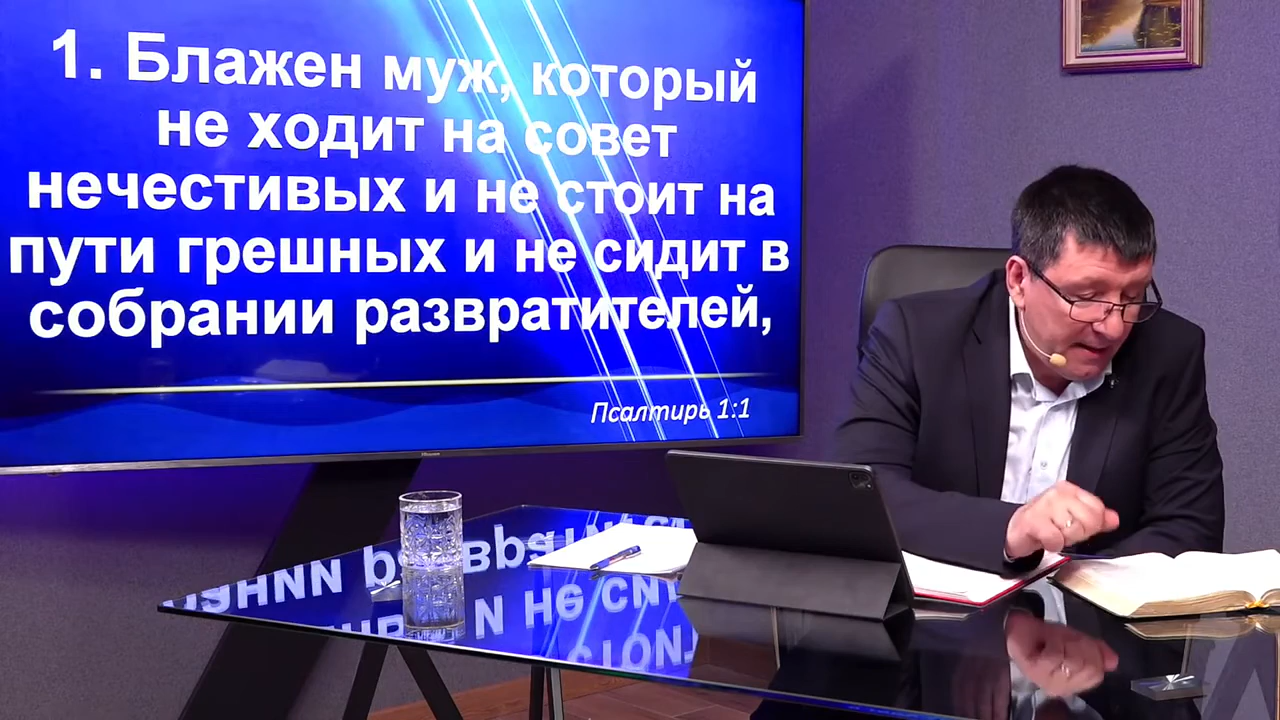 1. Блажен муж, который
не ходит на совет
нечестивых и не стоит на
пути грешных и не сидит в
собрании развратителей,
Псалтирь 1:1
Hisense